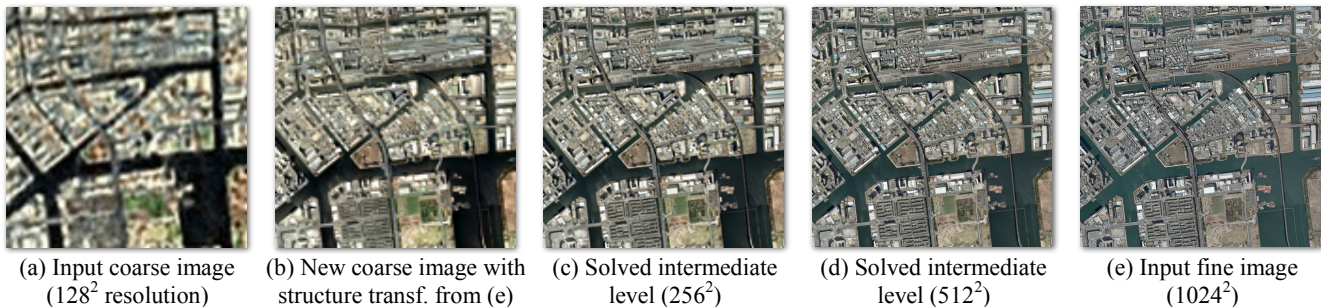 (a) Input coarse image
(128² resolution)
(b) New coarse image with
structure transf. from (e)
(c) Solved intermediate
level (256²)
(d) Solved intermediate
level (512²)
(e) Input fine image
(1024²)